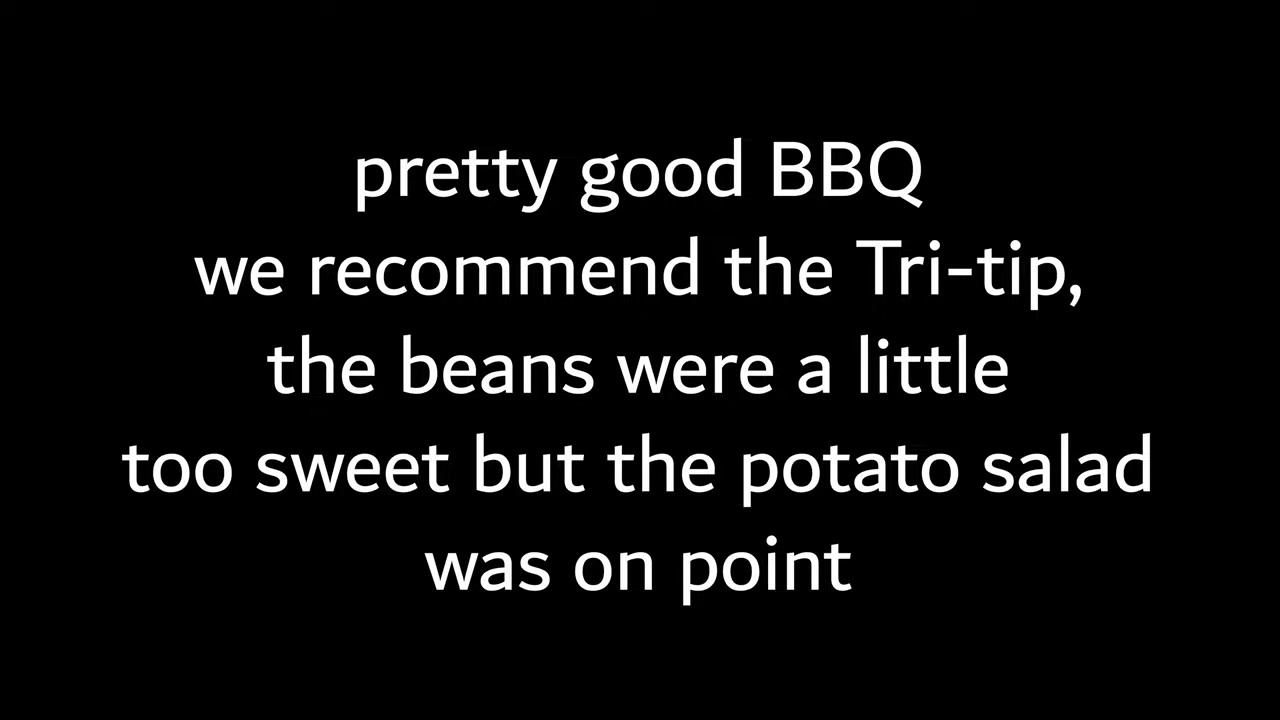 pretty good BBQ
we recommend the Tri-tip,
the beans were a little
too sweet but the potato salad
was on point